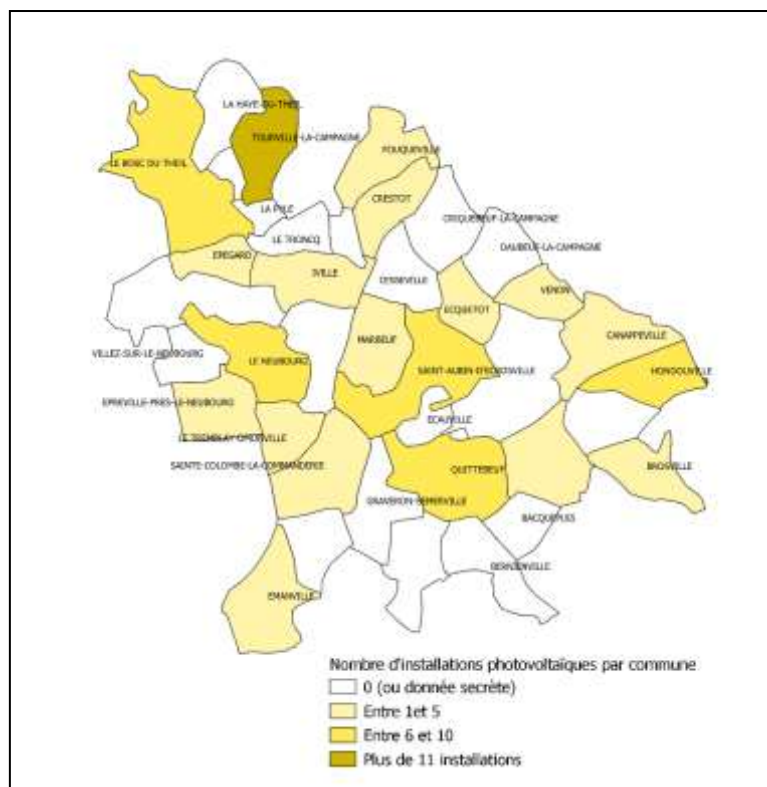 LA HAYE-DU-THEIL
TOURVILLE-LA-CAMPAGNE
FOUQUEVILLE
LE BOSC DU THEIL
CRESTOT
LA PYLE
CRIQUEBEUF-LA-CAMPAGNE
LE TRONCQ
DAUBEUF-LA-CAMPAGNE
EPEGARD
IVILLE
CESSEVILLE
VENON
ECQUETOT
CANAPPEVILLE
MARBEUF
VILLEZ-SUR-LE-NEUBOURG
LE NEUBOURG
SAINT-AUBIN-D'ECROSVILLE
HONDOUVILLE
EPREVILLE-PRES-LE-NEUBOURG
ECAUVILLE
LE TREMBLAY-OMONVILLE
SAINTE-COLOMBE-LA-COMMANDERIE
QUITTEBEUF
BROSVILLE
GRAVERON-SEMERVILLE
BACQUEPUIS
BERNIENVILLE
EMANVILLE
Nombre d'installations photovoltaïques par commune
0 (ou donnée secrète)
Entre 1et 5
Entre 6 et 10
Plus de 11 installations